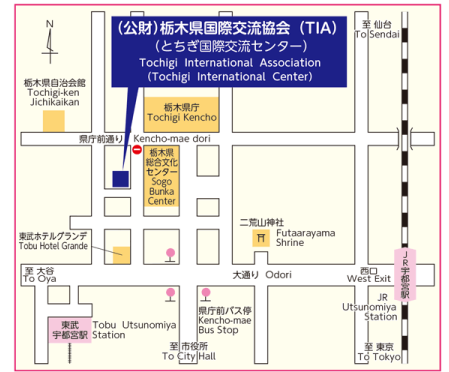 (公財)栃木県国際交流協会(TIA)
(とちぎ国際交流センター)
Tochigi International Association
(Tochigi International Center)
至 仙台
To Sendai
栃木県自治会館
Tochigi-ken
Jichikaikan
栃木県庁
Tochigi Kencho
県庁前通り Kencho-mae dori
栃木県
総合文化
センター
Sogo
Bunka
Center
二荒山神社
Futaarayama
Shrine
東武ホテルグランデ
Tobu Hotel Grande
至 大谷
To Oya
大通り Odori
西口
West Exit
JR宇都宮駅
JR
Utsunomiya
Station
県庁前バス停
Kencho-mae
Bus Stop
東武
宇都宮駅
Tobu Utsunomiya
Station
至 市役所
To City Hall
至 東京
To Tokyo
N